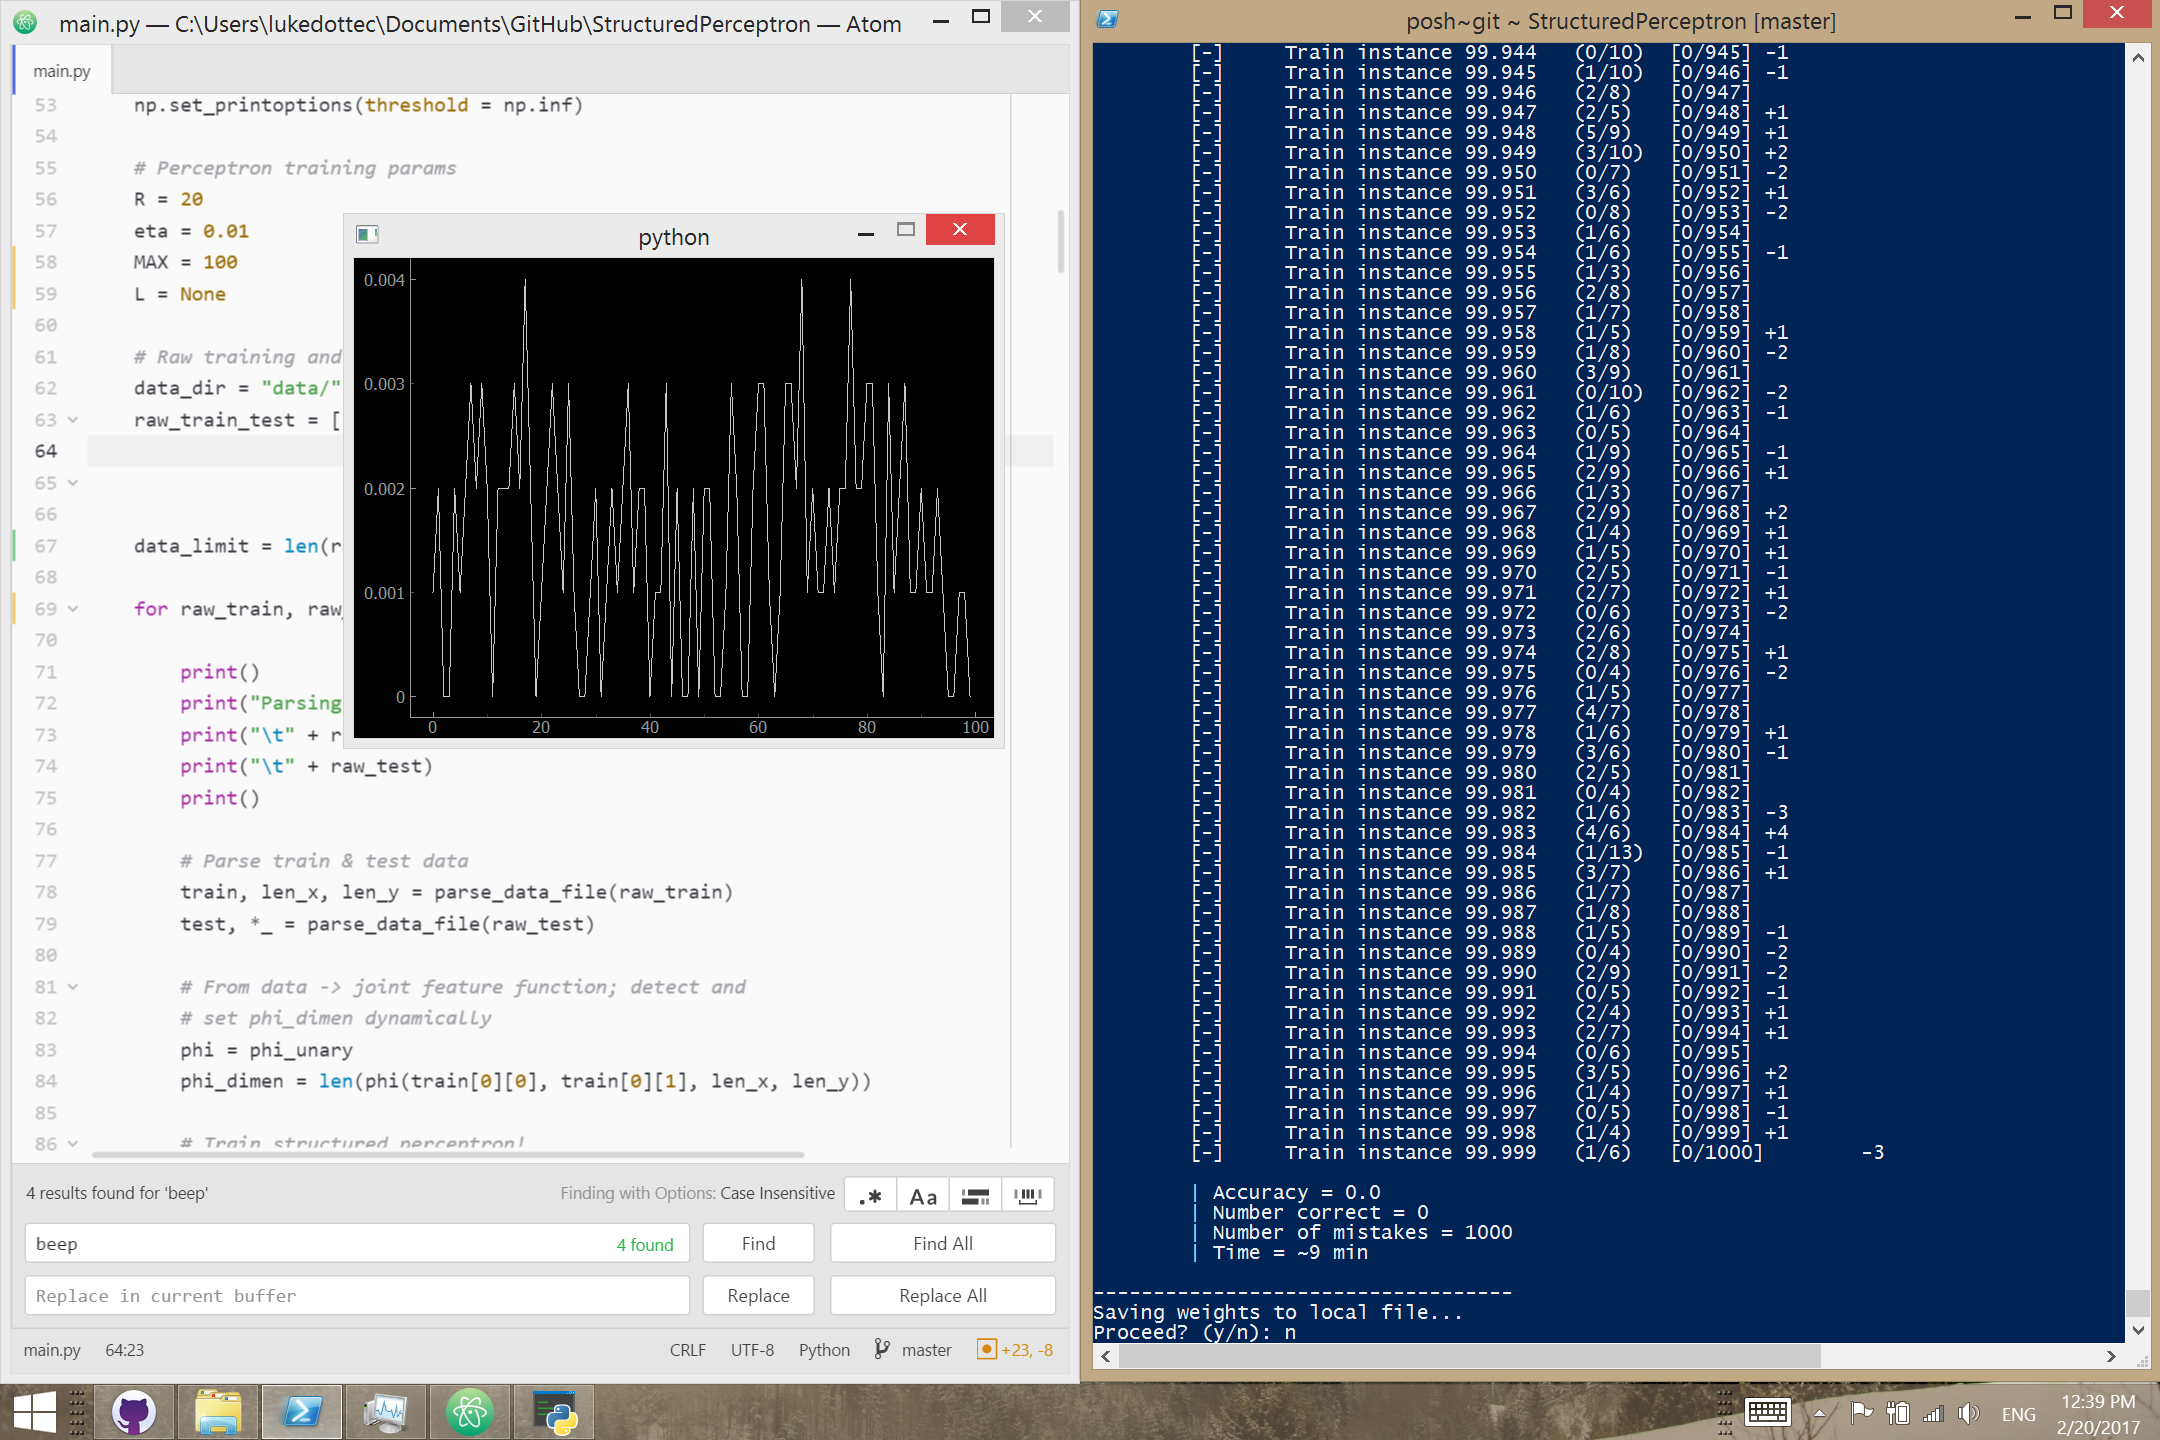 main.py — C:\Users\lukedottec\Documents\GitHub\StructuredPerceptron — Atom
main.py
53 np.set_printoptions(threshold = np.inf)
54
55 # Perceptron training params
56 R = 20
57 eta = 0.01
58 MAX = 100
59 L = None
60
61 # Raw training and
62 data_dir = "data/"
63 raw_train_test = [
64
65
66
67 data_limit = len(r
68
69 for raw_train, raw_
70
71 print()
72 print("Parsing
73 print("\t" + r
74 print("\t" + raw_test)
75 print()
76
77 # Parse train & test data
78 train, len_x, len_y = parse_data_file(raw_train)
79 test, *_ = parse_data_file(raw_test)
80
81 # From data -> joint feature function; detect and
82 # set phi_dimen dynamically
83 phi = phi_unary
84 phi_dimen = len(phi(train[0][0], train[0][1], len_x, len_y))
85
86 # Train structured perceptron!
python
0.004
0.003
0.002
0.001
0
0 20 40 60 80 100
4 results found for 'beep'
Finding with Options: Case Insensitive
.* Aa
beep 4 found
Find
Find All
Replace in current buffer
Replace
Replace All
main.py 64:23 CRLF UTF-8 Python master +23, -8
posh~git ~ StructuredPerceptron [master]
[-] Train instance 99.944 (0/10) [0/945] -1
[-] Train instance 99.945 (1/10) [0/946] -1
[-] Train instance 99.946 (2/8) [0/947]
[-] Train instance 99.947 (2/5) [0/948] +1
[-] Train instance 99.948 (5/9) [0/949] +1
[-] Train instance 99.949 (3/10) [0/950] +2
[-] Train instance 99.950 (0/7) [0/951] -2
[-] Train instance 99.951 (3/6) [0/952] +1
[-] Train instance 99.952 (0/8) [0/953] -2
[-] Train instance 99.953 (1/6) [0/954]
[-] Train instance 99.954 (1/6) [0/955] -1
[-] Train instance 99.955 (1/3) [0/956]
[-] Train instance 99.956 (2/8) [0/957]
[-] Train instance 99.957 (1/7) [0/958]
[-] Train instance 99.958 (1/5) [0/959] +1
[-] Train instance 99.959 (1/8) [0/960] -2
[-] Train instance 99.960 (3/9) [0/961]
[-] Train instance 99.961 (0/10) [0/962] -2
[-] Train instance 99.962 (1/6) [0/963] -1
[-] Train instance 99.963 (0/5) [0/964]
[-] Train instance 99.964 (1/9) [0/965] -1
[-] Train instance 99.965 (2/9) [0/966] +1
[-] Train instance 99.966 (1/3) [0/967]
[-] Train instance 99.967 (2/9) [0/968] +2
[-] Train instance 99.968 (1/4) [0/969] +1
[-] Train instance 99.969 (1/5) [0/970] +1
[-] Train instance 99.970 (2/5) [0/971] -1
[-] Train instance 99.971 (2/7) [0/972] +1
[-] Train instance 99.972 (0/6) [0/973] -2
[-] Train instance 99.973 (2/6) [0/974]
[-] Train instance 99.974 (2/8) [0/975] +1
[-] Train instance 99.975 (0/4) [0/976] -2
[-] Train instance 99.976 (1/5) [0/977]
[-] Train instance 99.977 (4/7) [0/978]
[-] Train instance 99.978 (1/6) [0/979] +1
[-] Train instance 99.979 (3/6) [0/980] -1
[-] Train instance 99.980 (2/5) [0/981]
[-] Train instance 99.981 (0/4) [0/982]
[-] Train instance 99.982 (1/6) [0/983] -3
[-] Train instance 99.983 (4/6) [0/984] +4
[-] Train instance 99.984 (1/13) [0/985] -1
[-] Train instance 99.985 (3/7) [0/986] +1
[-] Train instance 99.986 (1/7) [0/987]
[-] Train instance 99.987 (1/8) [0/988]
[-] Train instance 99.988 (1/5) [0/989] -1
[-] Train instance 99.989 (0/4) [0/990] -2
[-] Train instance 99.990 (2/9) [0/991] -2
[-] Train instance 99.991 (0/5) [0/992] -1
[-] Train instance 99.992 (2/4) [0/993] +1
[-] Train instance 99.993 (2/7) [0/994] +1
[-] Train instance 99.994 (0/6) [0/995]
[-] Train instance 99.995 (3/5) [0/996] +2
[-] Train instance 99.996 (1/4) [0/997] +1
[-] Train instance 99.997 (0/5) [0/998] -1
[-] Train instance 99.998 (1/4) [0/999] +1
[-] Train instance 99.999 (1/6) [0/1000] -3
| Accuracy = 0.0
| Number correct = 0
| Number of mistakes = 1000
| Time = ~9 min
-----------------------------------
Saving weights to local file...
Proceed? (y/n): n
ENG
12:39 PM
2/20/2017